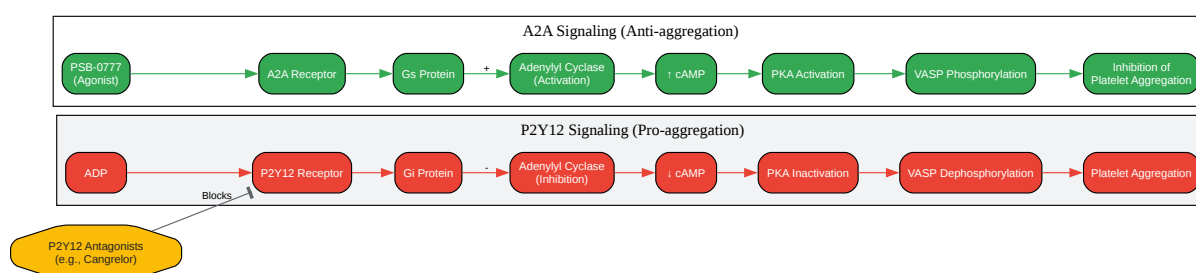 A2A Signaling (Anti-aggregation)
PSB-0777
(Agonist)
A2A Receptor
Gs Protein
+
Adenylyl Cyclase
(Activation)
↑ cAMP
PKA Activation
VASP Phosphorylation
Inhibition of
Platelet Aggregation
P2Y12 Signaling (Pro-aggregation)
ADP
P2Y12 Receptor
Gi Protein
-
Adenylyl Cyclase
(Inhibition)
↓ cAMP
PKA Inactivation
VASP Dephosphorylation
Platelet Aggregation
Blocks
P2Y12 Antagonists
(e.g., Cangrelor)